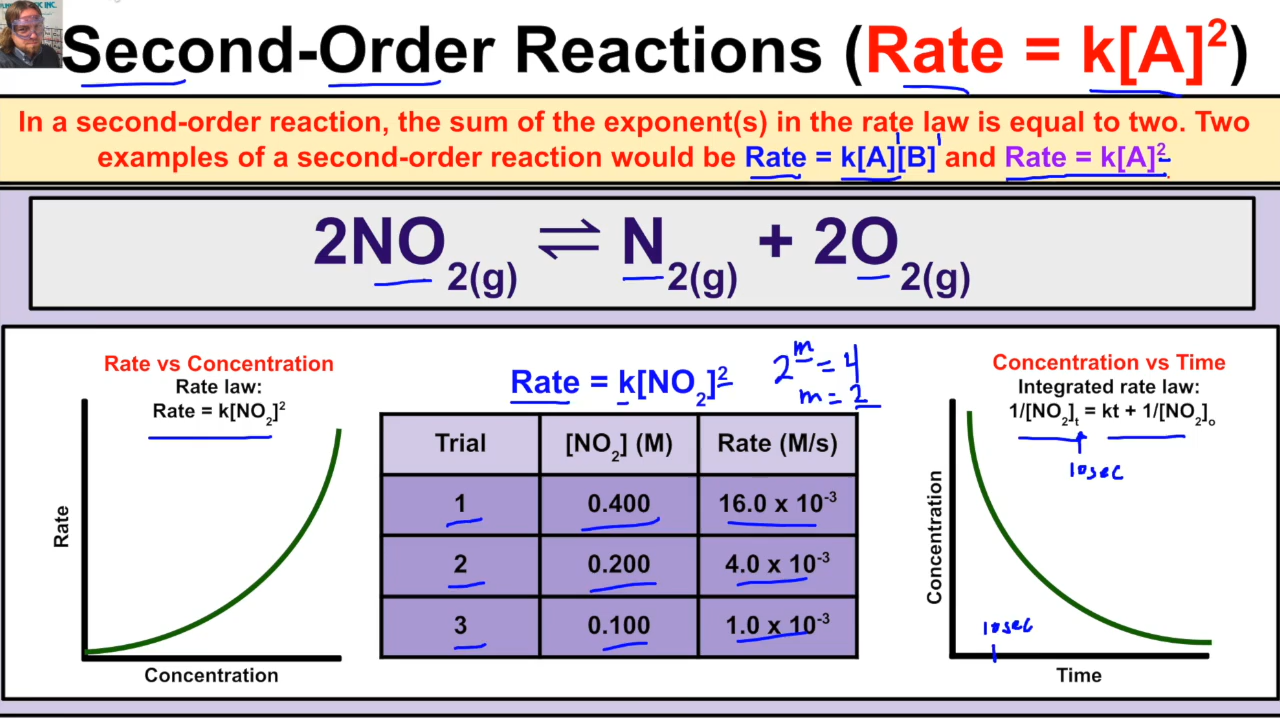 Second-Order Reactions (Rate = k[A]²)
In a second-order reaction, the sum of the exponent(s) in the rate law is equal to two. Two
examples of a second-order reaction would be Rate = k[A]¹[B]¹ and Rate = k[A]².
2NO₂(g) ⇌ N₂(g) + 2O₂(g)
Rate vs Concentration
Rate law:
Rate = k[NO₂]²
Rate
Concentration
Rate = k[NO₂]²
2ᵐ = 4
m = 2
Trial [NO₂] (M) Rate (M/s)
1 0.400 16.0 x 10⁻³
2 0.200 4.0 x 10⁻³
3 0.100 1.0 x 10⁻³
Concentration vs Time
Integrated rate law:
1/[NO₂]ₜ = kt + 1/[NO₂]₀
10sec
Concentration
10sec
Time